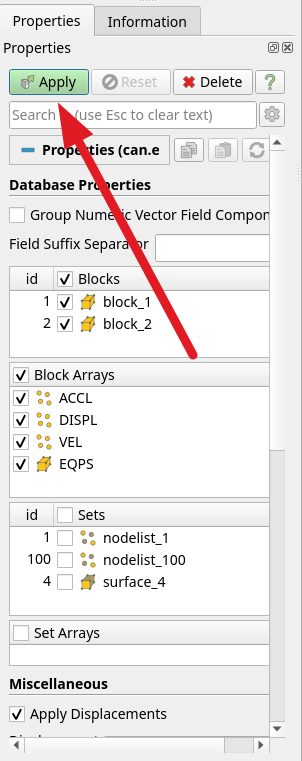 Properties Information
Properties
Apply Reset Delete ?
Search ... (use Esc to clear text)
Properties (can.e
Database Properties
Group Numeric Vector Field Compon
Field Suffix Separator
id Blocks
1 block_1
2 block_2
Block Arrays
ACCL
DISPL
VEL
EQPS
id Sets
1 nodelist_1
100 nodelist_100
4 surface_4
Set Arrays
Miscellaneous
Apply Displacements